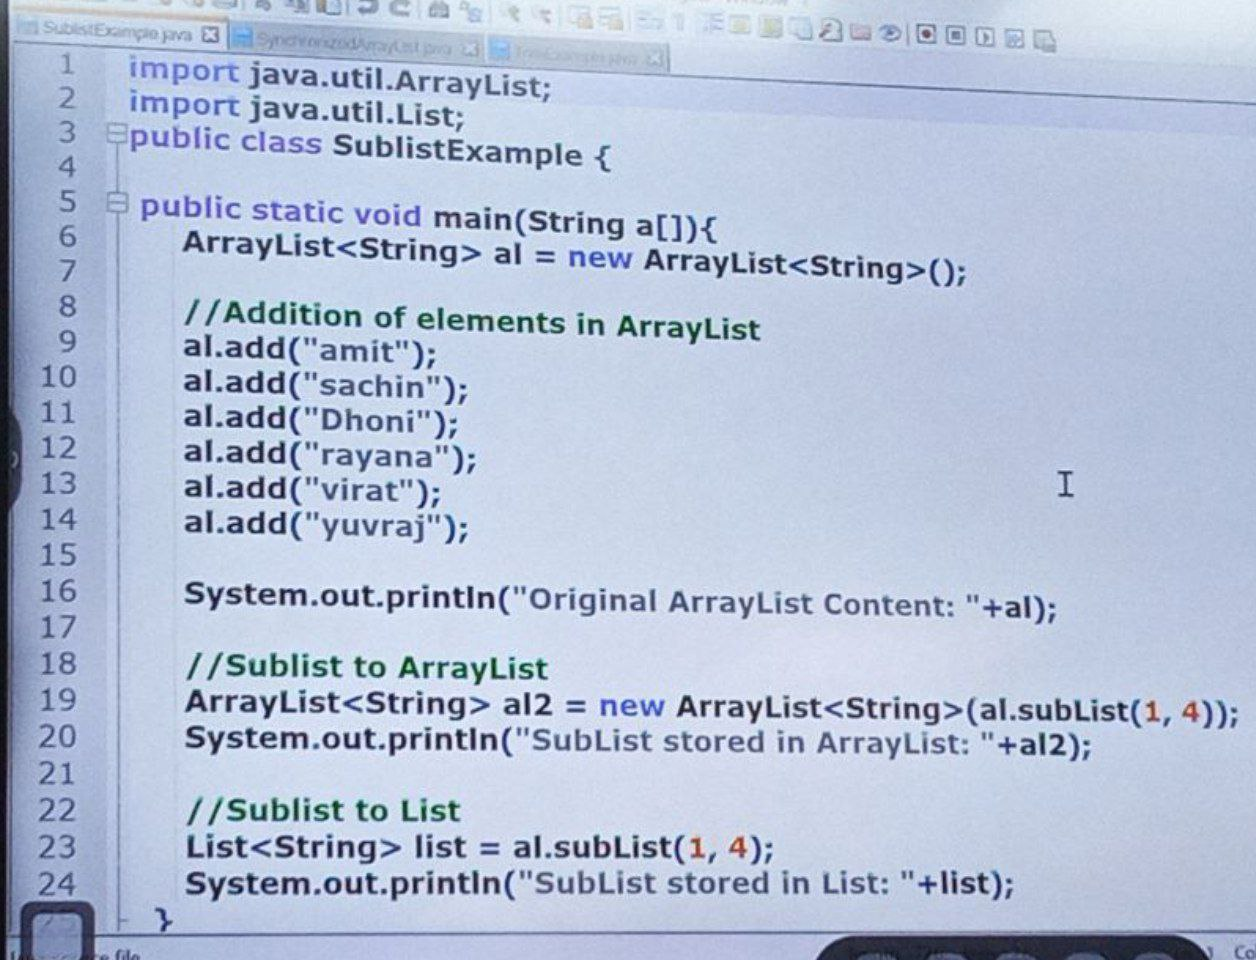 SublistExample.java
SynchronizedArrayList.java
1 import java.util.ArrayList;
2 import java.util.List;
3 public class SublistExample {
4
5 public static void main(String a[]){
6 ArrayList<String> al = new ArrayList<String>();
7
8 //Addition of elements in ArrayList
9 al.add("amit");
10 al.add("sachin");
11 al.add("Dhoni");
12 al.add("rayana");
13 al.add("virat");
14 al.add("yuvraj");
15
16 System.out.println("Original ArrayList Content: "+al);
17
18 //Sublist to ArrayList
19 ArrayList<String> al2 = new ArrayList<String>(al.subList(1, 4));
20 System.out.println("SubList stored in ArrayList: "+al2);
21
22 //Sublist to List
23 List<String> list = al.subList(1, 4);
24 System.out.println("SubList stored in List: "+list);
}
file